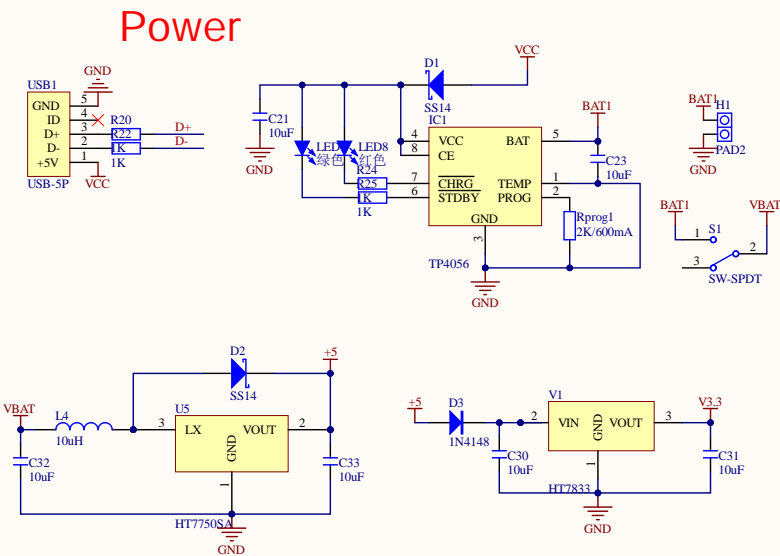 Power
USB1
GND
GND 5
ID 4
D+ 3
D- 2
+5V 1
USB-5P
VCC
R20
R22
1K
1K
D+
D-
C21
10uF
GND
LED
绿色
LED8
红色
R24
R25
1K
1K
D1
SS14
VCC
IC1
4 VCC
8 CE
7 CHRG
6 STDBY
BAT 5
TEMP 1
PROG 2
GND
3
TP4056
GND
BAT1
C23
10uF
Rprog1
2K/600mA
BAT1
H1
PAD2
GND
BAT1
VBAT
S1
1
2
3
SW-SPDT
VBAT
L4
10uH
C32
10uF
D2
SS14
U5
3 LX
VOUT 2
GND
1
HT7750SA
GND
+5
C33
10uF
+5
D3
1N4148
C30
10uF
V1
2 VIN
VOUT 3
GND
1
HT7833
GND
V3.3
C31
10uF